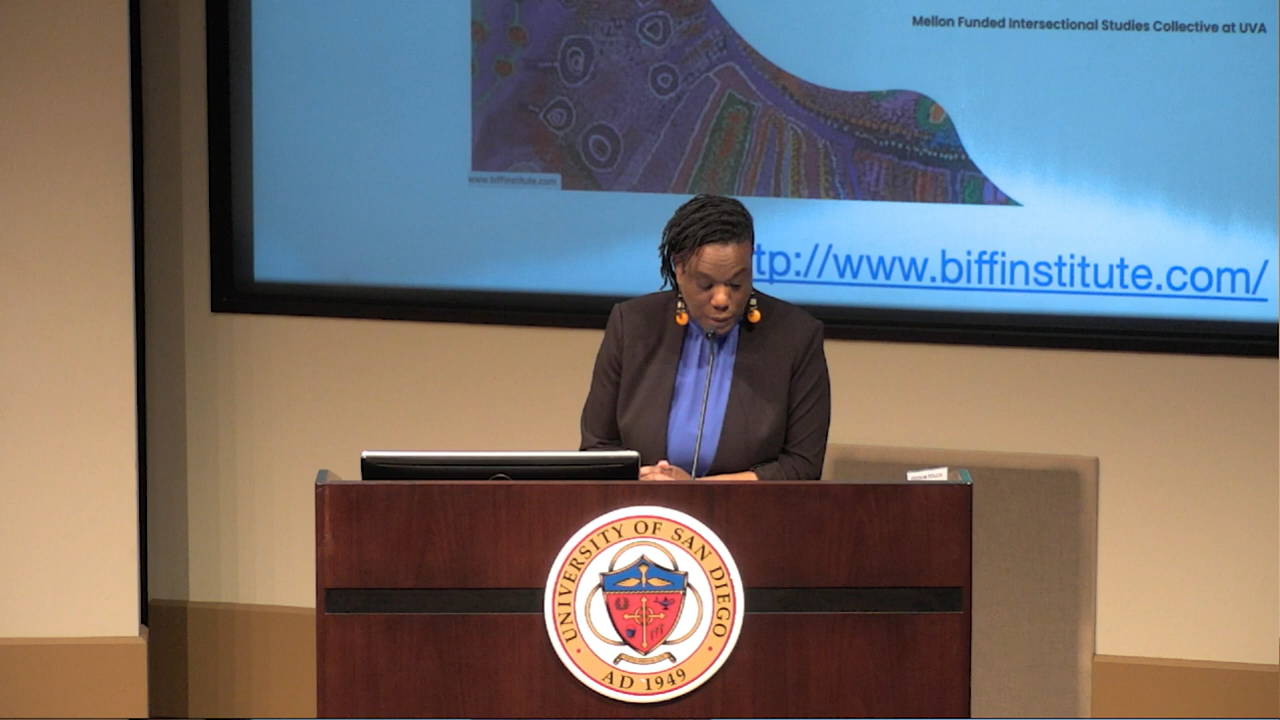 Mellon Funded Intersectional Studies Collective at UVA
www.biffinstitute.com
tp://www.biffinstitute.com/
UNIVERSITY OF SAN DIEGO
AD 1949